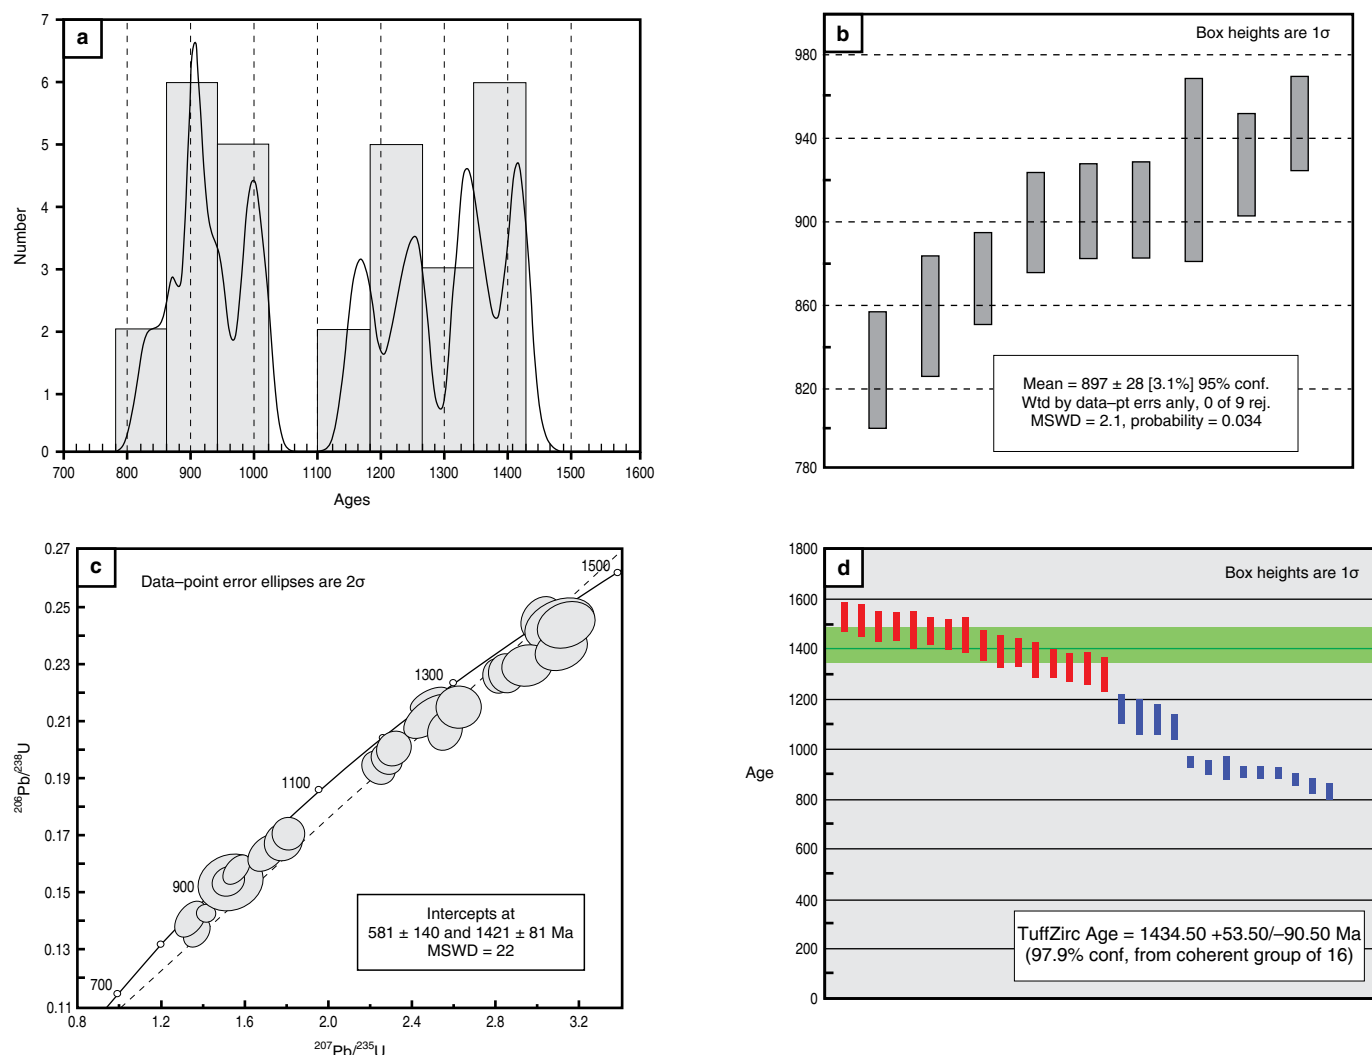 a
7
6
5
4
3
2
1
0
Number
700 800 900 1000 1100 1200 1300 1400 1500 1600
Ages
b
Box heights are 1σ
980
940
900
860
820
780
Mean = 897 ± 28 [3.1%] 95% conf.
Wtd by data–pt errs anly, 0 of 9 rej.
MSWD = 2.1, probability = 0.034
c
Data–point error ellipses are 2σ
0.27
0.25
0.23
0.21
0.19
0.17
0.15
0.13
0.11
²⁰⁶Pb/²³⁸U
1500
1300
1100
900
700
Intercepts at
581 ± 140 and 1421 ± 81 Ma
MSWD = 22
0.8 1.2 1.6 2.0 2.4 2.8 3.2
²⁰⁷Pb/²³⁵U
d
Box heights are 1σ
1800
1600
1400
1200
1000
800
600
400
200
0
Age
TuffZirc Age = 1434.50 +53.50/–90.50 Ma
(97.9% conf, from coherent group of 16)